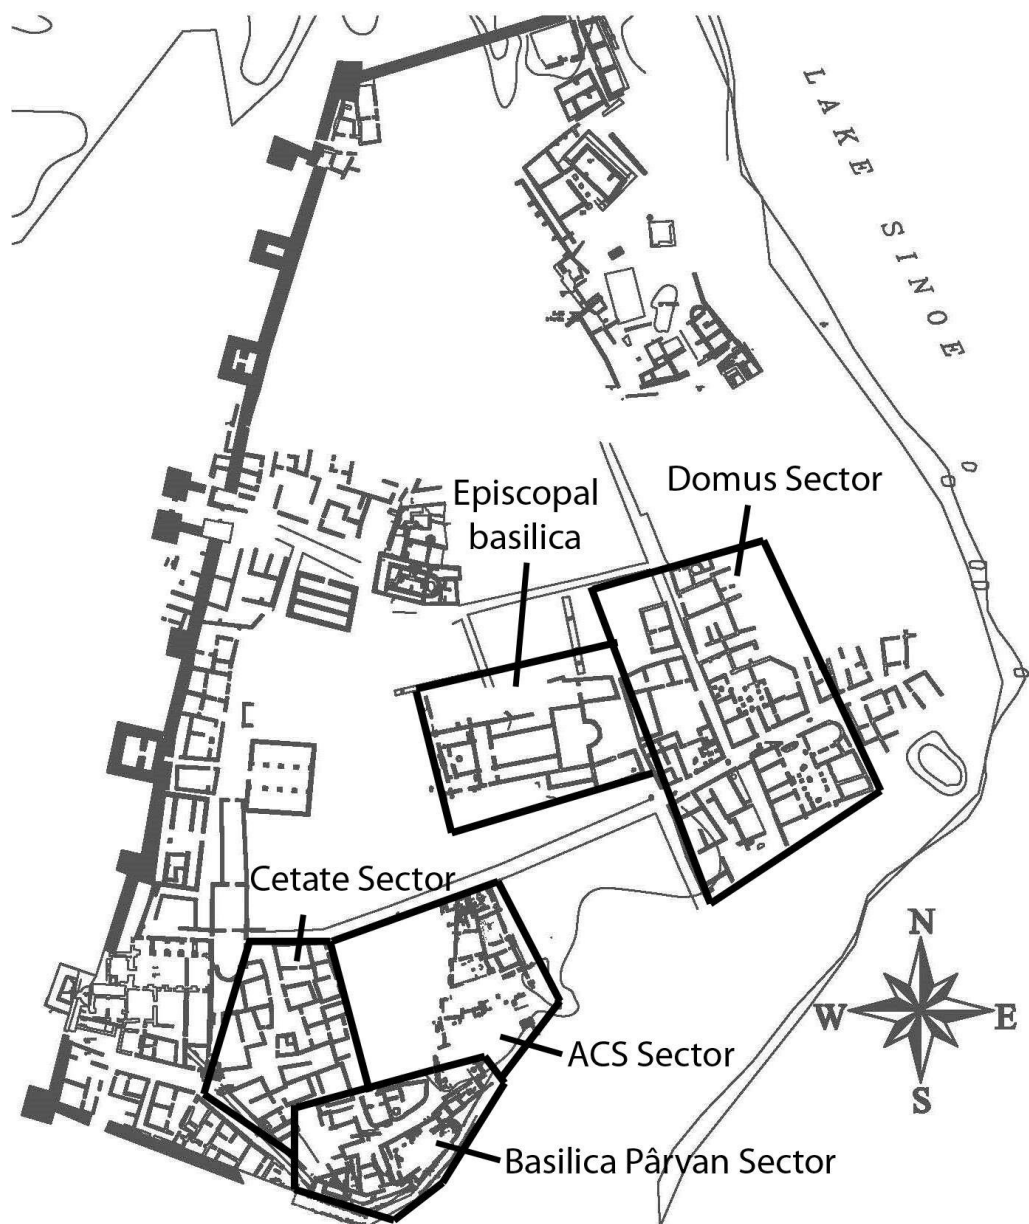 LAKE SINOE
Episcopal
basilica
Domus Sector
Cetate Sector
N
W
E
S
ACS Sector
Basilica Pârvan Sector